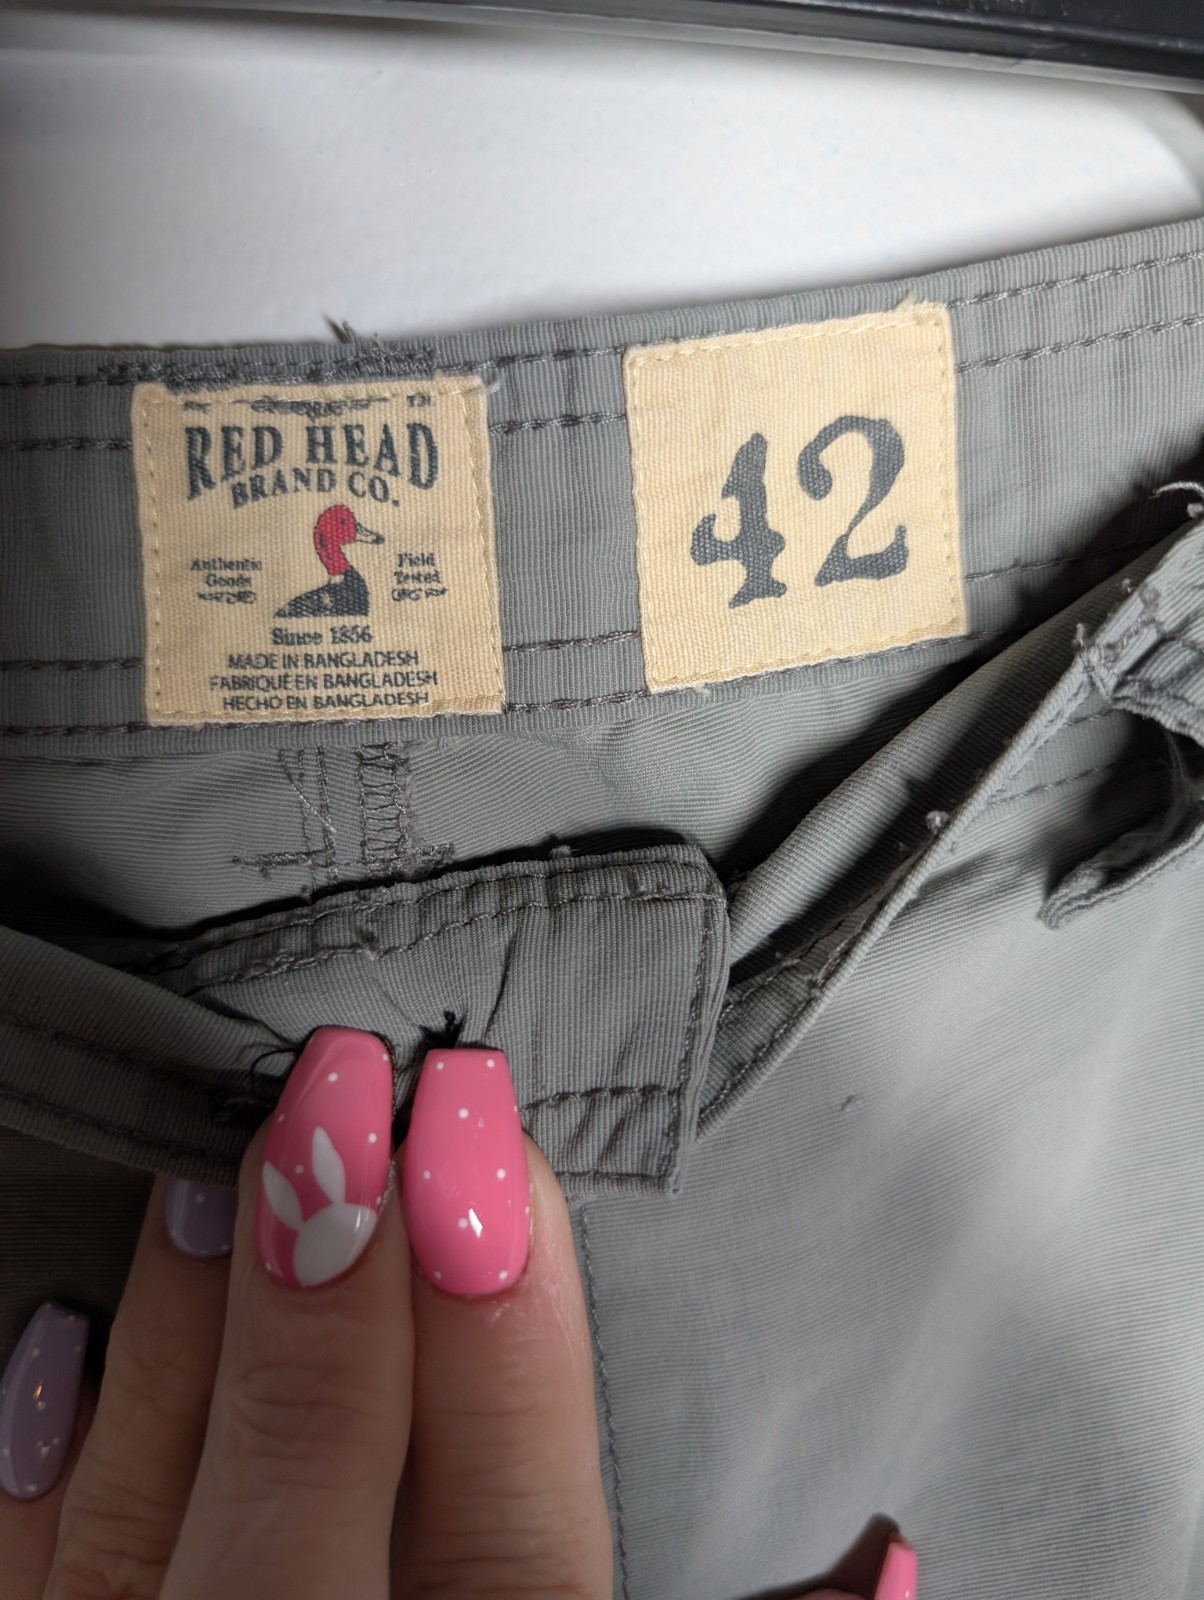 RED HEAD
BRAND CO.
Authentic
Goods
Field
Tested
Since 1856
MADE IN BANGLADESH
FABRIQUÉ EN BANGLADESH
HECHO EN BANGLADESH
42